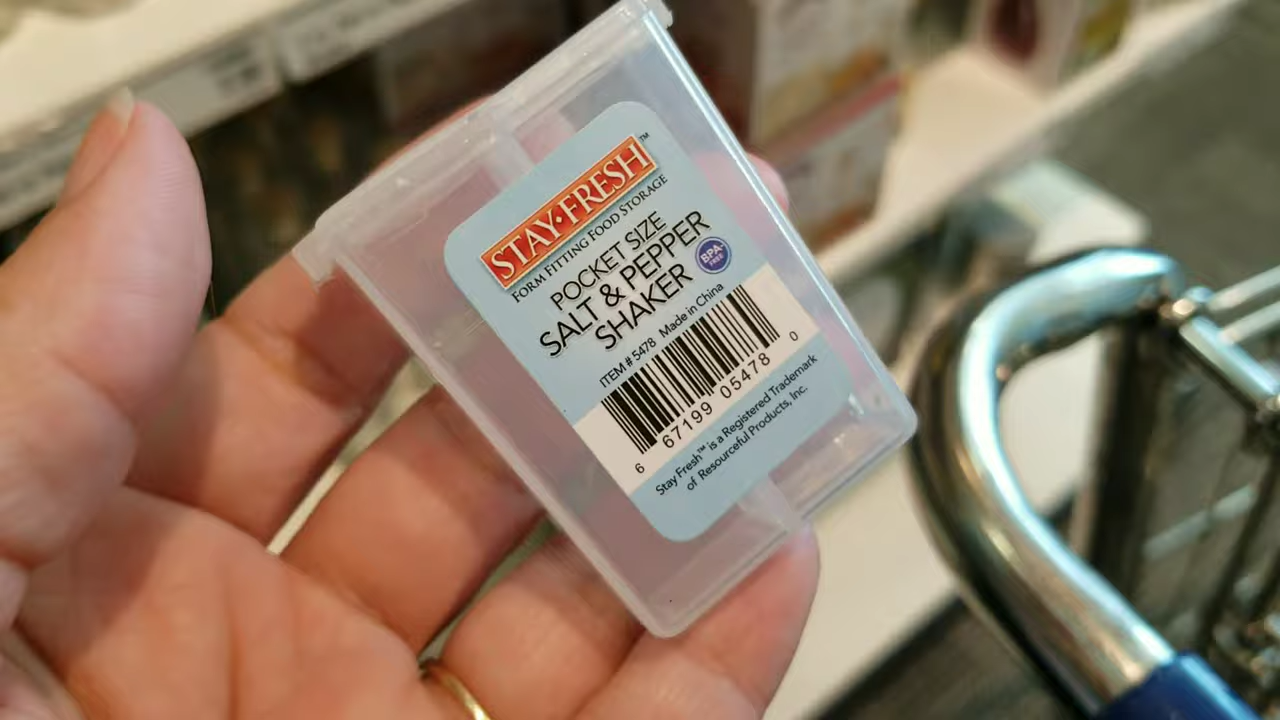 STAY•FRESH™
FORM FITTING FOOD STORAGE
POCKET SIZE
SALT & PEPPER
SHAKER
BPA-
FREE
ITEM # 5478 Made in China
6 67199 05478 0
Stay Fresh™ is a Registered Trademark
of Resourceful Products, Inc.